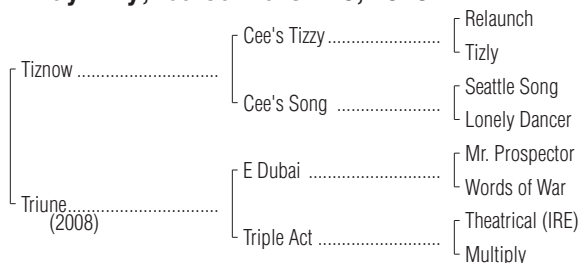 Relaunch
Cee's Tizzy ........................
Tizly
Tiznow ................................
Seattle Song
Cee's Song .......................
Lonely Dancer
Mr. Prospector
E Dubai .............................
Words of War
Triune...................................
(2008)
Theatrical (IRE)
Triple Act ...........................
Multiply